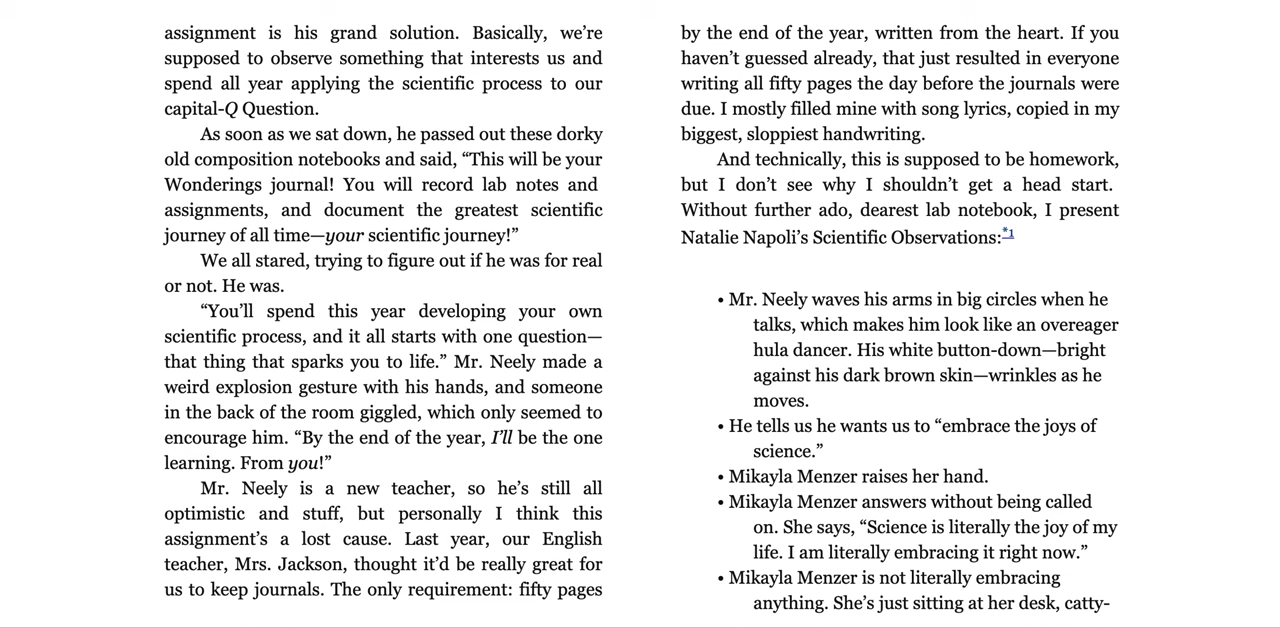 assignment is his grand solution. Basically, we’re
supposed to observe something that interests us and
spend all year applying the scientific process to our
capital-Q Question.
As soon as we sat down, he passed out these dorky
old composition notebooks and said, “This will be your
Wonderings journal! You will record lab notes and
assignments, and document the greatest scientific
journey of all time—your scientific journey!”
We all stared, trying to figure out if he was for real
or not. He was.
“You’ll spend this year developing your own
scientific process, and it all starts with one question—
that thing that sparks you to life.” Mr. Neely made a
weird explosion gesture with his hands, and someone
in the back of the room giggled, which only seemed to
encourage him. “By the end of the year, I’ll be the one
learning. From you!”
Mr. Neely is a new teacher, so he’s still all
optimistic and stuff, but personally I think this
assignment’s a lost cause. Last year, our English
teacher, Mrs. Jackson, thought it’d be really great for
us to keep journals. The only requirement: fifty pages
by the end of the year, written from the heart. If you
haven’t guessed already, that just resulted in everyone
writing all fifty pages the day before the journals were
due. I mostly filled mine with song lyrics, copied in my
biggest, sloppiest handwriting.
And technically, this is supposed to be homework,
but I don’t see why I shouldn’t get a head start.
Without further ado, dearest lab notebook, I present
Natalie Napoli’s Scientific Observations:*1
• Mr. Neely waves his arms in big circles when he
talks, which makes him look like an overeager
hula dancer. His white button-down—bright
against his dark brown skin—wrinkles as he
moves.
• He tells us he wants us to “embrace the joys of
science.”
• Mikayla Menzer raises her hand.
• Mikayla Menzer answers without being called
on. She says, “Science is literally the joy of my
life. I am literally embracing it right now.”
• Mikayla Menzer is not literally embracing
anything. She’s just sitting at her desk, catty-